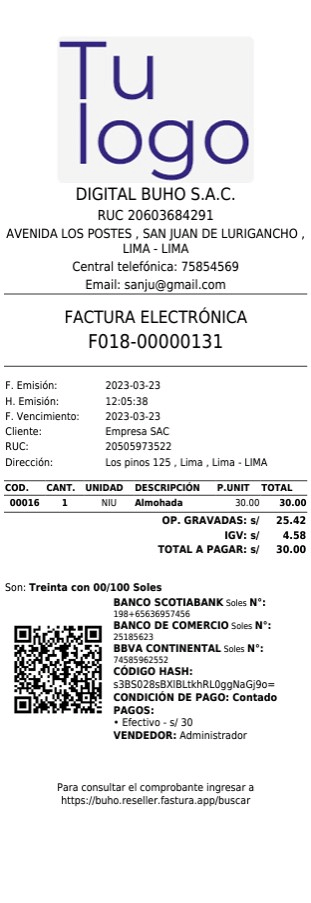 Tu
logo
DIGITAL BUHO S.A.C.
RUC 20603684291
AVENIDA LOS POSTES , SAN JUAN DE LURIGANCHO ,
LIMA - LIMA
Central telefónica: 75854569
Email: sanju@gmail.com
FACTURA ELECTRÓNICA
F018-00000131
F. Emisión: 2023-03-23
H. Emisión: 12:05:38
F. Vencimiento: 2023-03-23
Cliente: Empresa SAC
RUC: 20505973522
Dirección: Los pinos 125 , Lima , Lima - LIMA
COD. CANT. UNIDAD DESCRIPCIÓN P.UNIT TOTAL
00016 1 NIU Almohada 30.00 30.00
OP. GRAVADAS: s/ 25.42
IGV: s/ 4.58
TOTAL A PAGAR: s/ 30.00
Son: Treinta con 00/100 Soles
BANCO SCOTIABANK Soles N°:
198+65636957456
BANCO DE COMERCIO Soles N°:
25185623
BBVA CONTINENTAL Soles N°:
74585962552
CÓDIGO HASH:
s3BS028sBXlBLtkhRL0ggNaGj9o=
CONDICIÓN DE PAGO: Contado
PAGOS:
• Efectivo - s/ 30
VENDEDOR: Administrador
Para consultar el comprobante ingresar a
https://buho.reseller.fastura.app/buscar